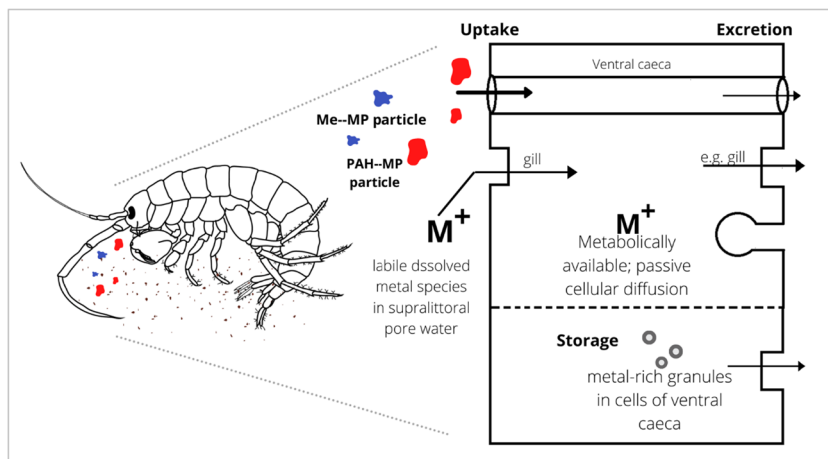 Uptake
Excretion
Ventral caeca
Me--MP particle
PAH--MP
particle
gill
e.g. gill
M+
labile dssolved
metal species
in supralittoral
pore water
M+
Metabolically
available; passive
cellular diffusion
Storage
metal-rich granules
in cells of ventral
caeca